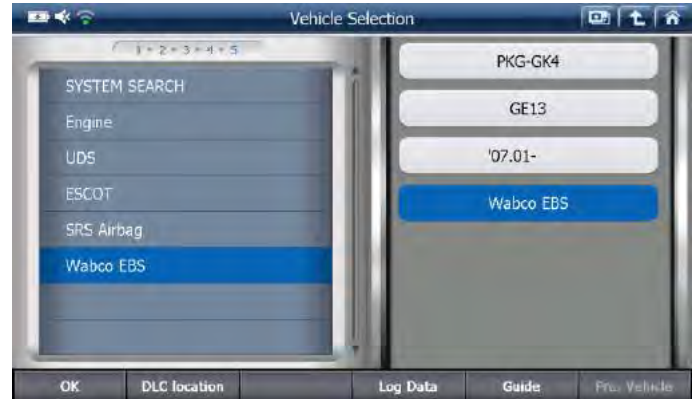 Vehicle Selection
1 • 2 • 3 • 4 • 5
SYSTEM SEARCH
Engine
UDS
ESCOT
SRS Airbag
Wabco EBS
PKG-GK4
GE13
'07.01-
Wabco EBS
OK
DLC location
Log Data
Guide
Pre. Vehicle